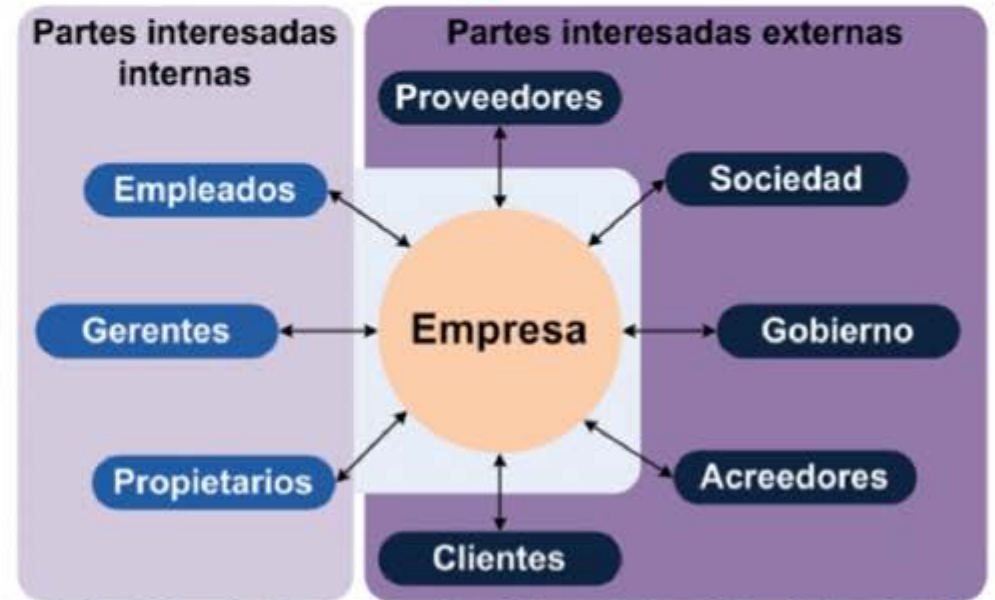 Partes interesadas
internas
Partes interesadas externas
Proveedores
Empleados
Sociedad
Gerentes
Empresa
Gobierno
Propietarios
Acreedores
Clientes